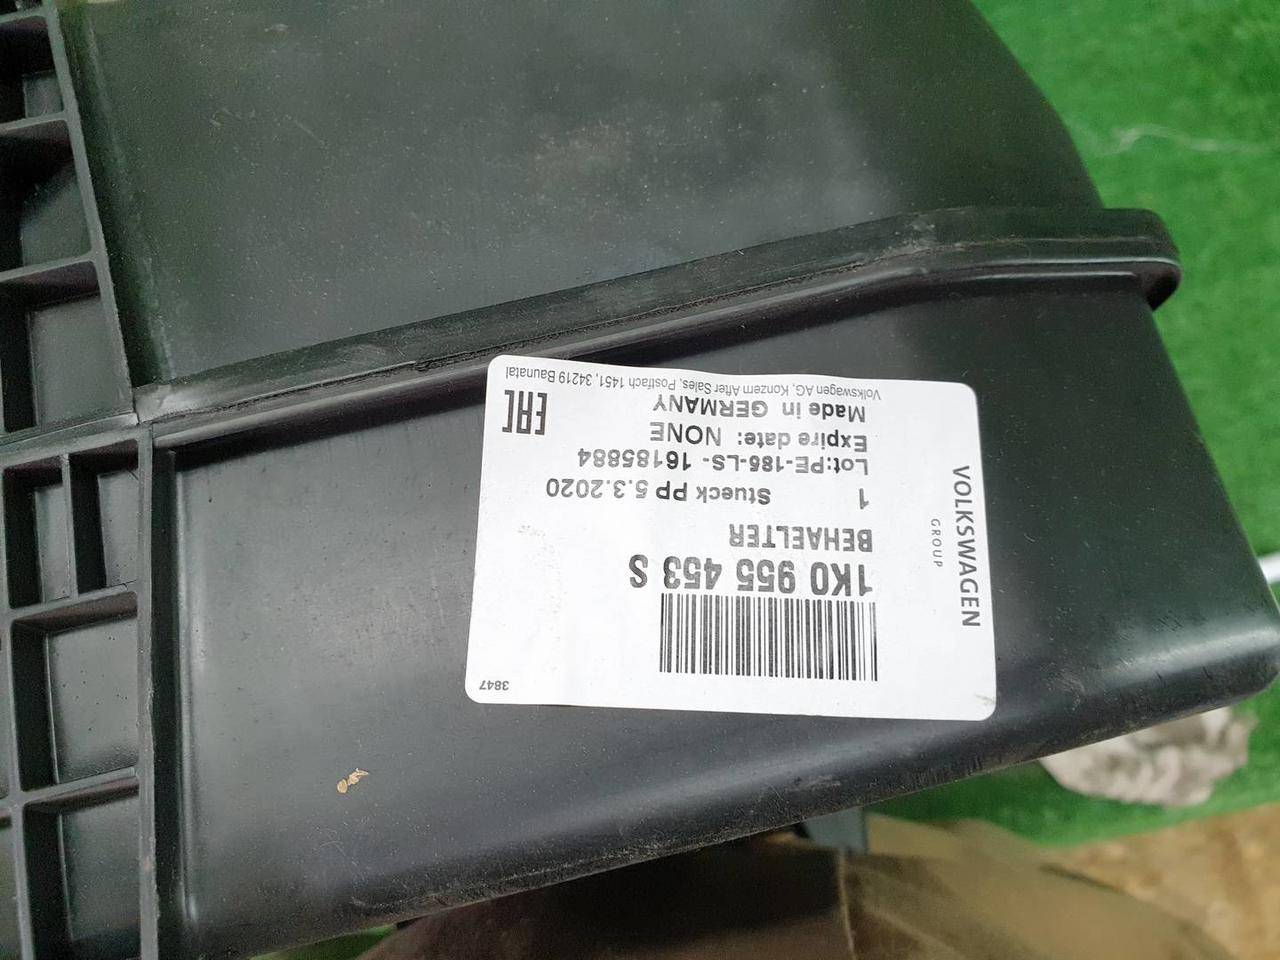 3847
1K0 955 453 S
BEHAELTER
1 Stueck PP 5.3.2020
Lot:PE-185-LS- 16185884
Expire date: NONE
Made in GERMANY
Volkswagen AG, Konzern After Sales, Postfach 1451, 34219 Baunatal
EAC
VOLKSWAGEN
GROUP